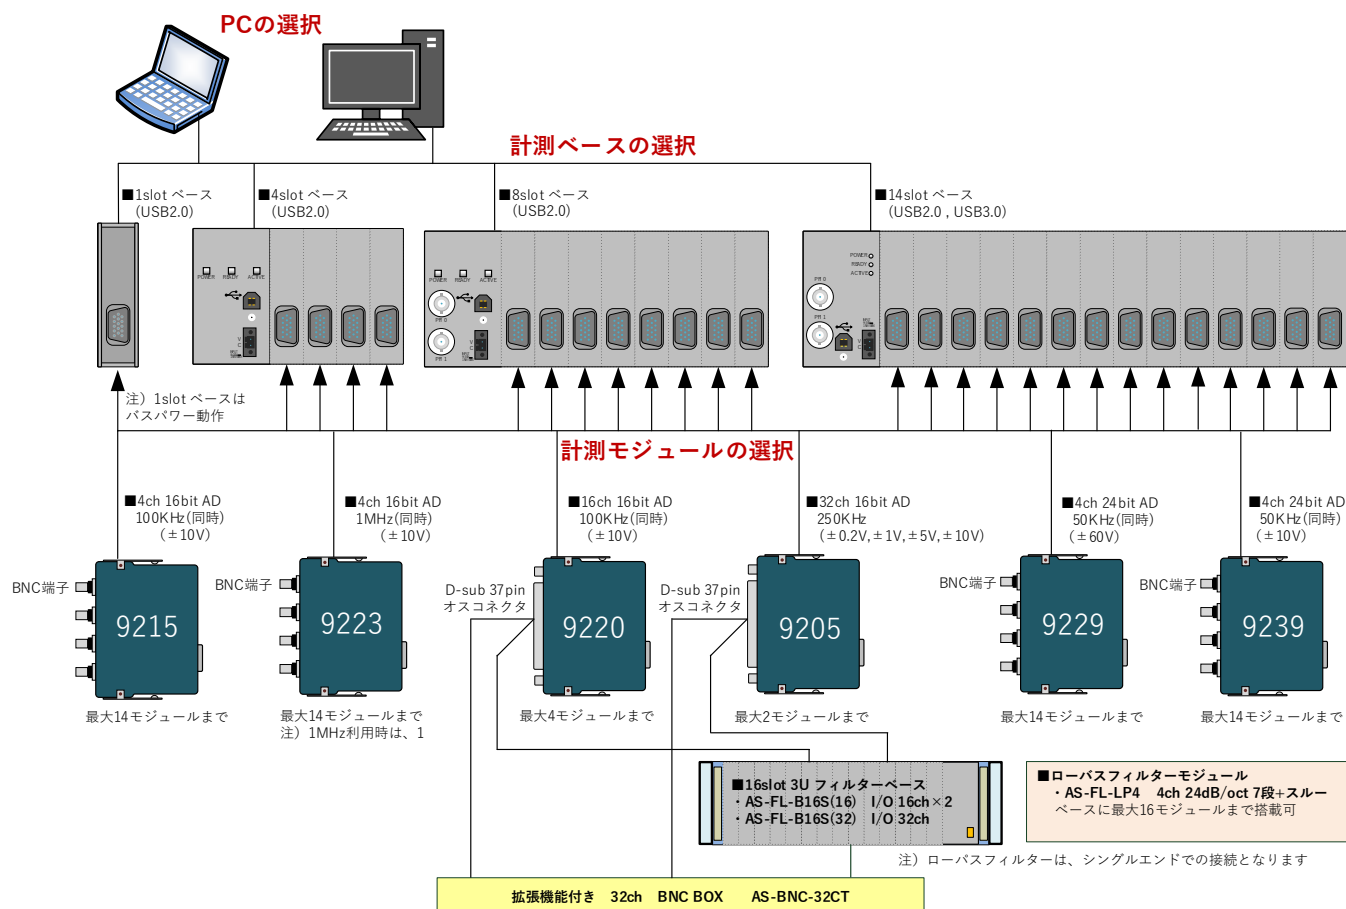 PCの選択
計測ベースの選択
■1slot ベース
(USB2.0)
■4slot ベース
(USB2.0)
■8slot ベース
(USB2.0)
■14slot ベース
(USB2.0 , USB3.0)
POWER READY ACTIVE
POWER READY ACTIVE
PFI 0
PFI 1
POWER
READY
ACTIVE
PFI 0
PFI 1
注）1slot ベースは
バスパワー動作
計測モジュールの選択
■4ch 16bit AD
100KHz(同時)
(±10V)
■4ch 16bit AD
1MHz(同時)
(±10V)
■16ch 16bit AD
100KHz(同時)
(±10V)
■32ch 16bit AD
250KHz
(±0.2V,±1V,±5V,±10V)
■4ch 24bit AD
50KHz(同時)
(±60V)
■4ch 24bit AD
50KHz(同時)
(±10V)
BNC端子
9215
最大14モジュールまで
BNC端子
9223
最大14モジュールまで
注）1MHz利用時は、1
D-sub 37pin
オスコネクタ
9220
最大4モジュールまで
D-sub 37pin
オスコネクタ
9205
最大2モジュールまで
BNC端子
9229
最大14モジュールまで
BNC端子
9239
最大14モジュールまで
■16slot 3U フィルターベース
・AS-FL-B16S(16) I/O 16ch×2
・AS-FL-B16S(32) I/O 32ch
■ローパスフィルターモジュール
・AS-FL-LP4 4ch 24dB/oct 7段+スルー
ベースに最大16モジュールまで搭載可
注）ローパスフィルターは、シングルエンドでの接続となります
拡張機能付き 32ch BNC BOX AS-BNC-32CT